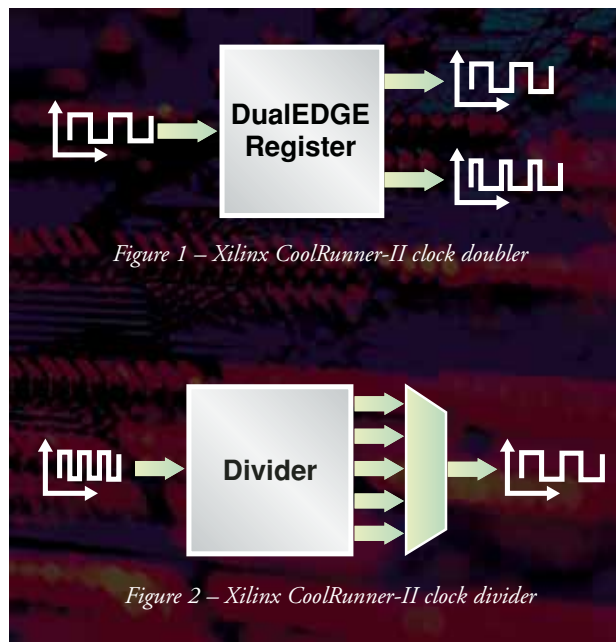 DualEDGE
Register
Figure 1 – Xilinx CoolRunner-II clock doubler
Divider
Figure 2 – Xilinx CoolRunner-II clock divider